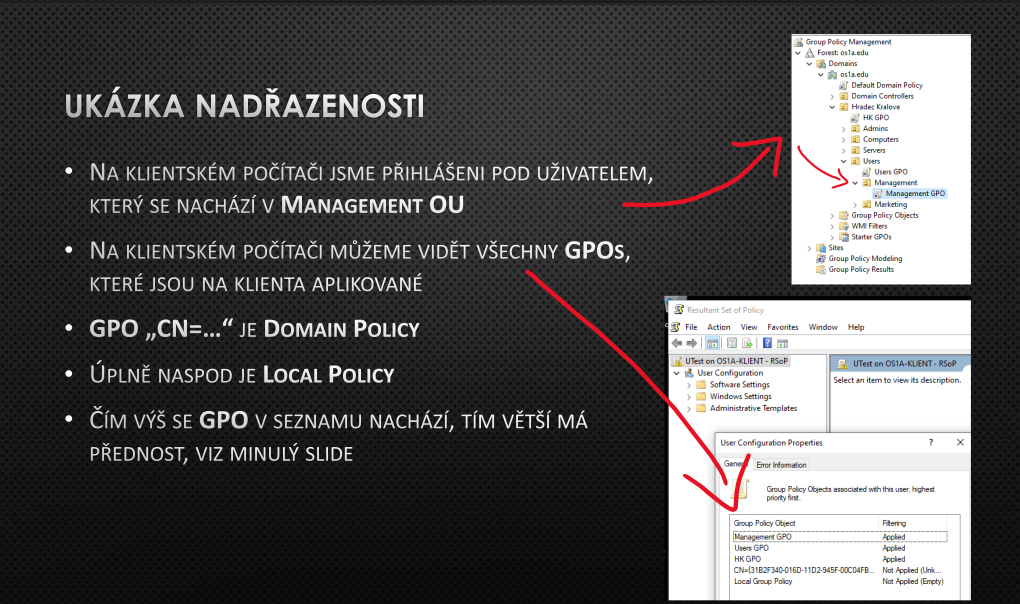 UKÁZKA NADŘAZENOSTI
• NA KLIENTSKÉM POČÍTAČI JSME PŘIHLÁŠENI POD UŽIVATELEM,
KTERÝ SE NACHÁZÍ V MANAGEMENT OU
• NA KLIENTSKÉM POČÍTAČI MŮŽEME VIDĚT VŠECHNY GPOS,
KTERÉ JSOU NA KLIENTA APLIKOVANÉ
• GPO „CN=…“ JE DOMAIN POLICY
• ÚPLNĚ NASPOD JE LOCAL POLICY
• ČÍM VÝŠ SE GPO V SEZNAMU NACHÁZÍ, TÍM VĚTŠÍ MÁ
PŘEDNOST, VIZ MINULÝ SLIDE
Group Policy Management
Forest: os1a.edu
Domains
os1a.edu
Default Domain Policy
Domain Controllers
Hradec Kralove
HK GPO
Admins
Computers
Servers
Users
Users GPO
Management
Management GPO
Marketing
Group Policy Objects
WMI Filters
Starter GPOs
Sites
Group Policy Modeling
Group Policy Results
Resultant Set of Policy
File Action View Favorites Window Help
UTest on OS1A-KLIENT - RSoP
User Configuration
Software Settings
Windows Settings
Administrative Templates
UTest on OS1A-KLIENT - RSoP
Select an item to view its description.
User Configuration Properties ? ×
General Error Information
Group Policy Objects associated with this user, highest
priority first.
Group Policy Object Filtering
Management GPO Applied
Users GPO Applied
HK GPO Applied
CN={31B2F340-016D-11D2-945F-00C04FB... Not Applied (Unk...
Local Group Policy Not Applied (Empty)